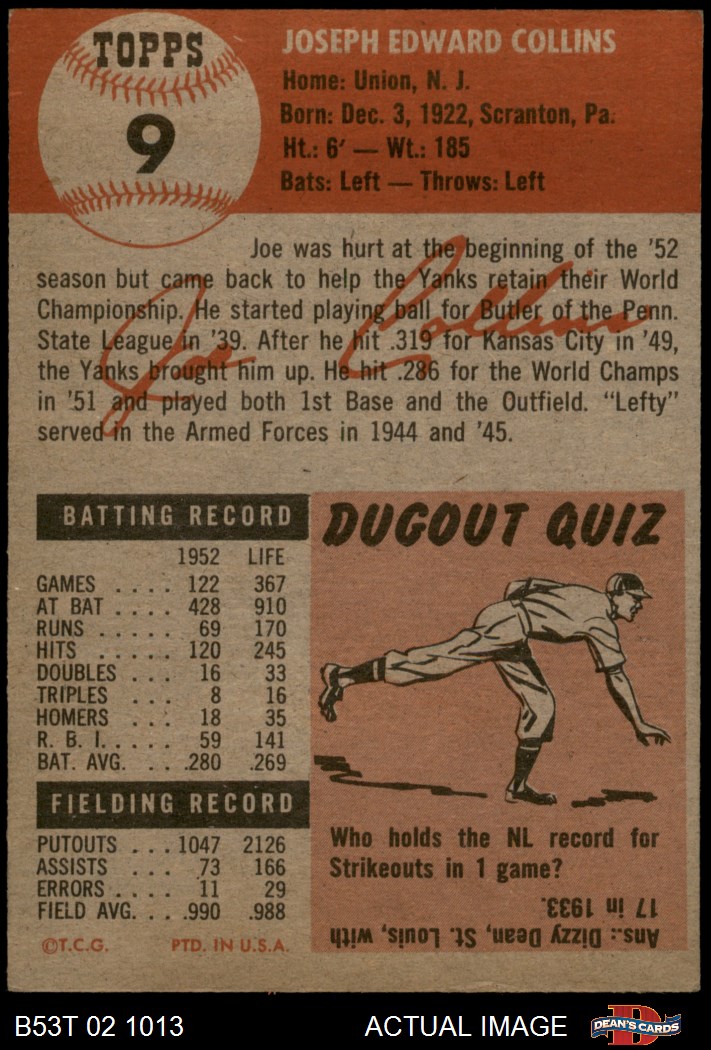 TOPPS
9
JOSEPH EDWARD COLLINS
Home: Union, N. J.
Born: Dec. 3, 1922, Scranton, Pa.
Ht.: 6′ — Wt.: 185
Bats: Left — Throws: Left
Joe was hurt at the beginning of the '52
season but came back to help the Yanks retain their World
Championship. He started playing ball for Butler of the Penn.
State League in '39. After he hit .319 for Kansas City in '49,
the Yanks brought him up. He hit .286 for the World Champs
in '51 and played both 1st Base and the Outfield. "Lefty"
served in the Armed Forces in 1944 and '45.
Joe Collins
BATTING RECORD
1952 LIFE
GAMES .... 122 367
AT BAT .... 428 910
RUNS ..... 69 170
HITS ..... 120 245
DOUBLES ... 16 33
TRIPLES ... 8 16
HOMERS ... 18 35
R. B. I. .... 59 141
BAT. AVG. .. .280 .269
FIELDING RECORD
PUTOUTS ... 1047 2126
ASSISTS .... 73 166
ERRORS .... 11 29
FIELD AVG. ... .990 .988
©T.C.G. PTD. IN U.S.A.
DUGOUT QUIZ
Who holds the NL record for
Strikeouts in 1 game?
Ans.: Dizzy Dean, St. Louis, with
17 in 1933.
B53T 02 1013 ACTUAL IMAGE
D
DEAN'S CARDS